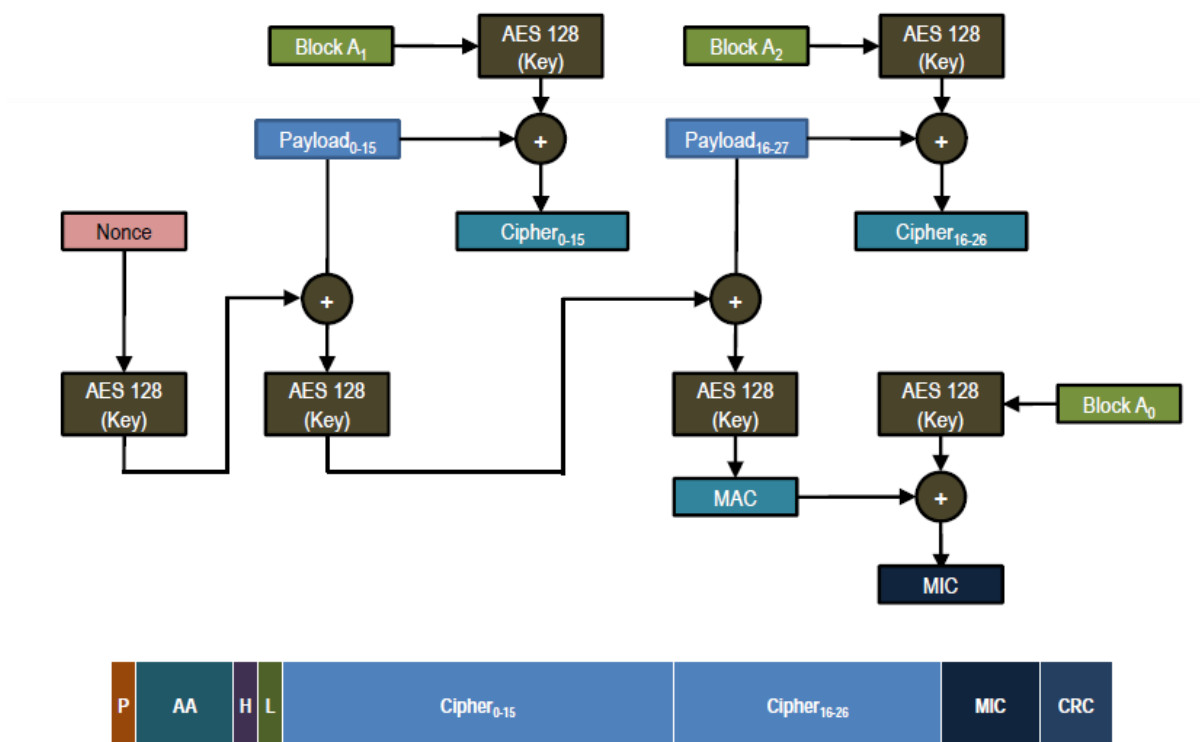 Block A₁
AES 128
(Key)
Block A₂
AES 128
(Key)
Payload₀₋₁₅
+
Payload₁₆₋₂₇
+
Nonce
Cipher₀₋₁₅
Cipher₁₆₋₂₆
+
+
AES 128
(Key)
AES 128
(Key)
AES 128
(Key)
AES 128
(Key)
Block A₀
MAC
+
MIC
P AA H L Cipher₀₋₁₅ Cipher₁₆₋₂₆ MIC CRC